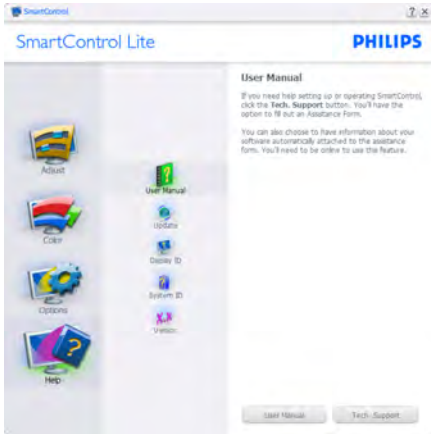 SmartControl
? ×
SmartControl Lite
PHILIPS
User Manual
If you need help setting up or operating SmartControl,
click the Tech. Support button. You'll have the
option to fill out an Assistance Form.
You can also choose to have information about your
software automatically attached to the assistance
form. You'll need to be online to use this feature.
Adjust
Color
Options
Help
User Manual
Update
Display ID
System ID
X.x
Version
User Manual
Tech. Support